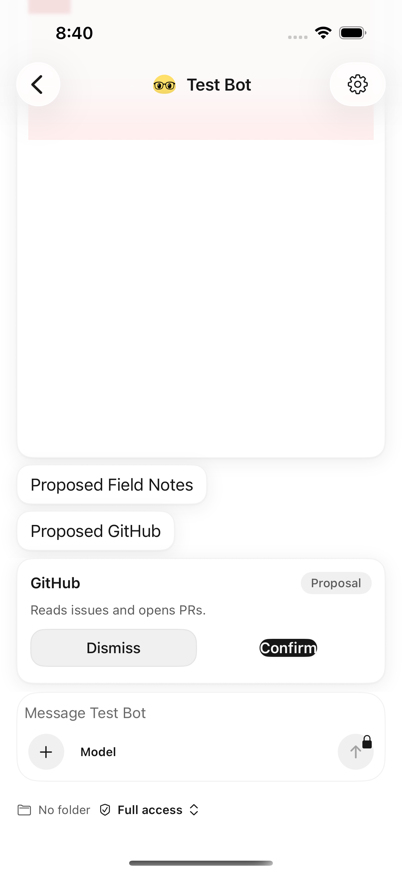 8:40
Test Bot
Proposed Field Notes
Proposed GitHub
GitHub
Proposal
Reads issues and opens PRs.
Dismiss
Confirm
Message Test Bot
Model
No folder
Full access